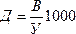 Д = B/У 1000